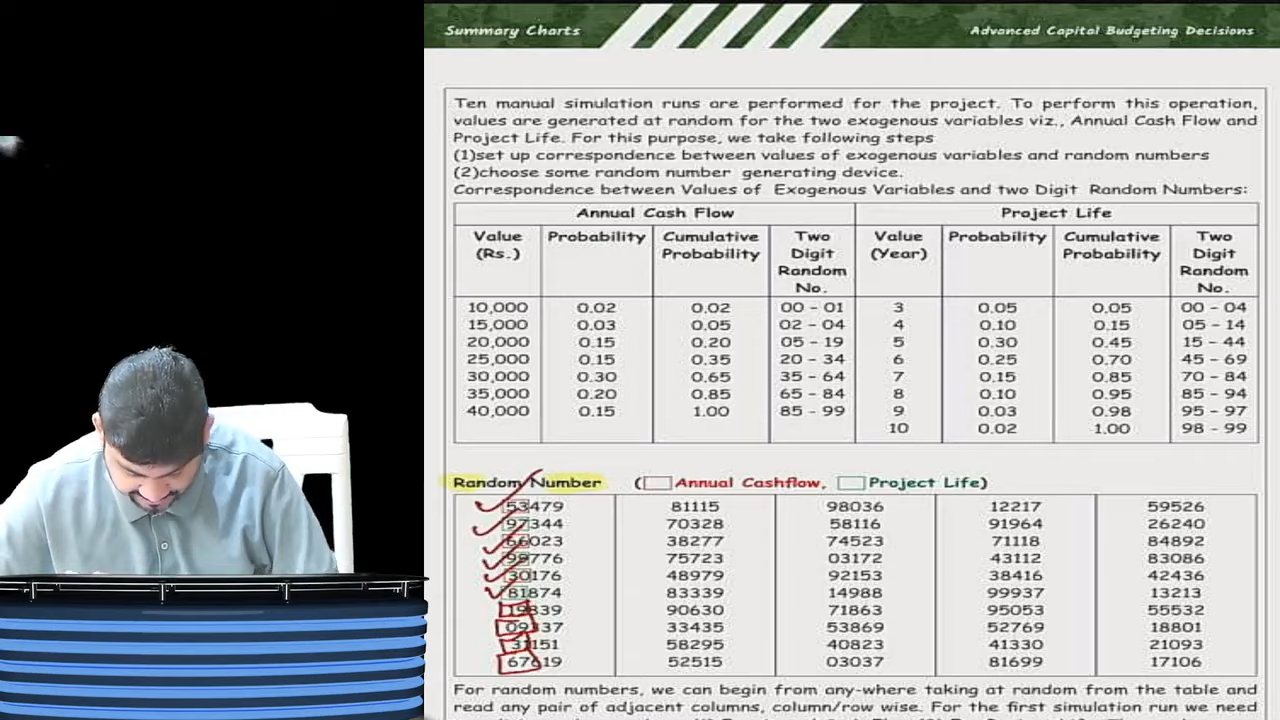 Summary Charts Advanced Capital Budgeting Decisions
Ten manual simulation runs are performed for the project. To perform this operation,
values are generated at random for the two exogenous variables viz., Annual Cash Flow and
Project Life. For this purpose, we take following steps
(1)set up correspondence between values of exogenous variables and random numbers
(2)choose some random number generating device.
Correspondence between Values of Exogenous Variables and two Digit Random Numbers:
Annual Cash Flow Project Life
Value (Rs.) Probability Cumulative Probability Two Digit Random No. Value (Year) Probability Cumulative Probability Two Digit Random No.
10,000 0.02 0.02 00 - 01 3 0.05 0.05 00 - 04
15,000 0.03 0.05 02 - 04 4 0.10 0.15 05 - 14
20,000 0.15 0.20 05 - 19 5 0.30 0.45 15 - 44
25,000 0.15 0.35 20 - 34 6 0.25 0.70 45 - 69
30,000 0.30 0.65 35 - 64 7 0.15 0.85 70 - 84
35,000 0.20 0.85 65 - 84 8 0.10 0.95 85 - 94
40,000 0.15 1.00 85 - 99 9 0.03 0.98 95 - 97
10 0.02 1.00 98 - 99
Random Number ( Annual Cashflow, Project Life)
53479 81115 98036 12217 59526
97344 70328 58116 91964 26240
66023 38277 74523 71118 84892
99776 75723 03172 43112 83086
30176 48979 92153 38416 42436
81874 83339 14988 99937 13213
19839 90630 71863 95053 55532
09337 33435 53869 52769 18801
31151 58295 40823 41330 21093
67619 52515 03037 81699 17106
For random numbers, we can begin from any-where taking at random from the table and
read any pair of adjacent columns, column/row wise. For the first simulation run we need